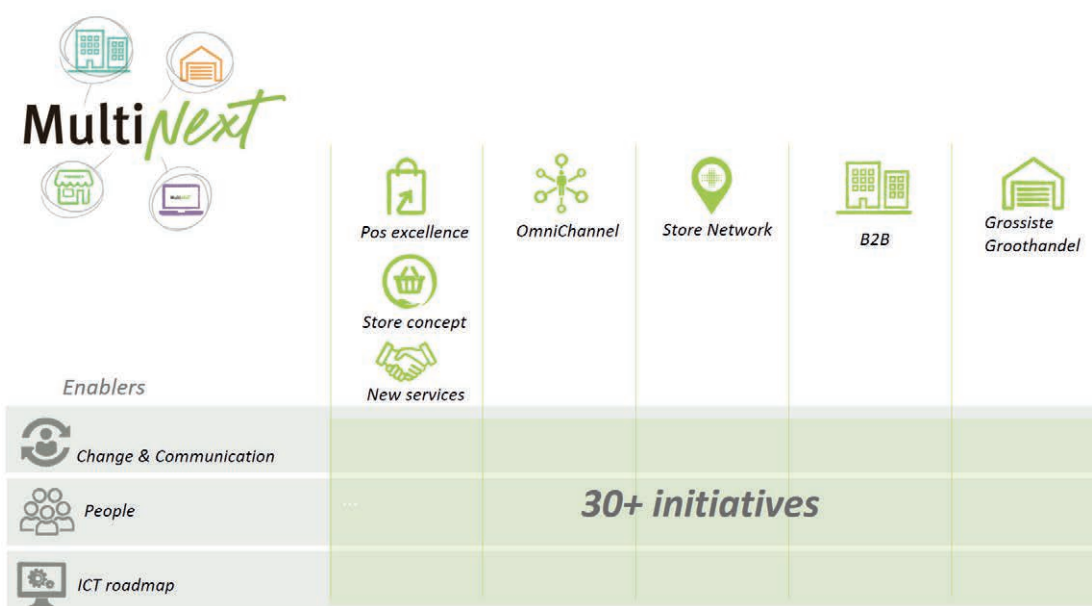 MultiNext
Pos excellence
OmniChannel
Store Network
B2B
Grossiste
Groothandel
Store concept
New services
Enablers
Change & Communication
People
...
30+ initiatives
ICT roadmap